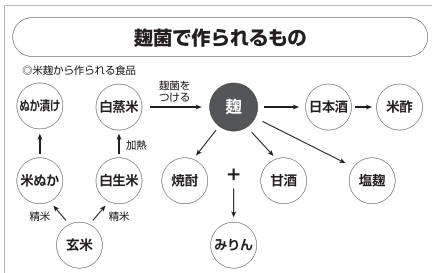 麹菌で作られるもの
◎米麹から作られる食品
麹菌を
つける
ぬか漬け
白蒸米
麹
日本酒
米酢
加熱
米ぬか
白生米
焼酎
+
甘酒
塩麹
精米
精米
玄米
みりん